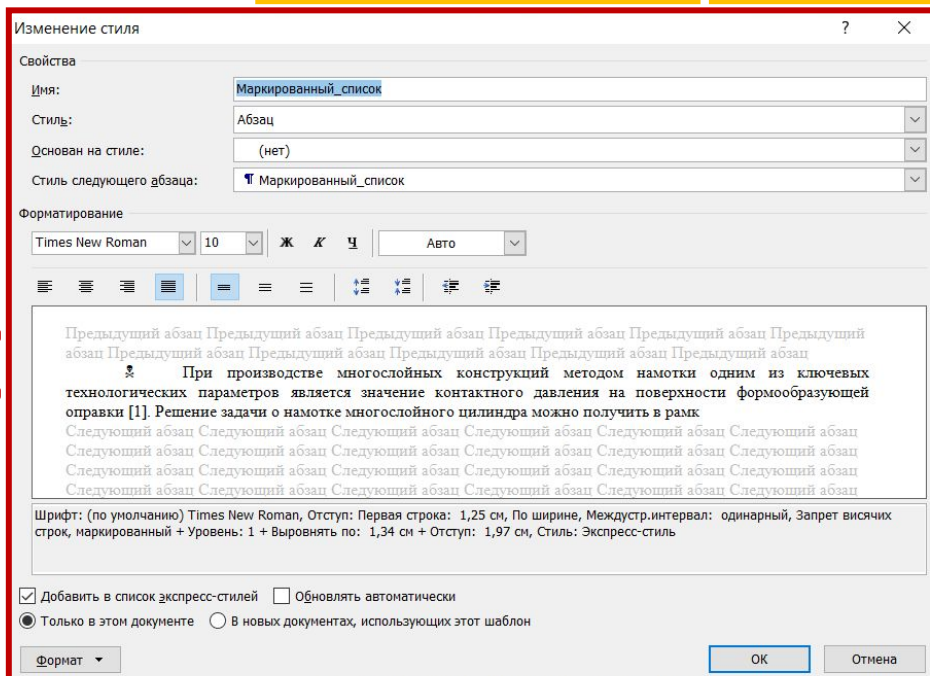 Изменение стиля
?
Свойства
Имя: Маркированный_список
Стиль: Абзац
Основан на стиле: (нет)
Стиль следующего абзаца: ¶ Маркированный_список
Форматирование
Times New Roman 10 Ж К Ч Авто
Предыдущий абзац Предыдущий абзац Предыдущий абзац Предыдущий абзац Предыдущий абзац Предыдущий
абзац Предыдущий абзац Предыдущий абзац Предыдущий абзац Предыдущий абзац Предыдущий абзац
При производстве многослойных конструкций методом намотки одним из ключевых
технологических параметров является значение контактного давления на поверхности формообразующей
оправки [1]. Решение задачи о намотке многослойного цилиндра можно получить в рамк
Следующий абзац Следующий абзац Следующий абзац Следующий абзац Следующий абзац Следующий абзац
Следующий абзац Следующий абзац Следующий абзац Следующий абзац Следующий абзац Следующий абзац
Следующий абзац Следующий абзац Следующий абзац Следующий абзац Следующий абзац Следующий абзац
Следующий абзац Следующий абзац Следующий абзац Следующий абзац Следующий абзац Следующий абзац
Шрифт: (по умолчанию) Times New Roman, Отступ: Первая строка: 1,25 см, По ширине, Междустр.интервал: одинарный, Запрет висячих
строк, маркированный + Уровень: 1 + Выровнять по: 1,34 см + Отступ: 1,97 см, Стиль: Экспресс-стиль
Добавить в список экспресс-стилей Обновлять автоматически
Только в этом документе В новых документах, использующих этот шаблон
Формат ОК Отмена